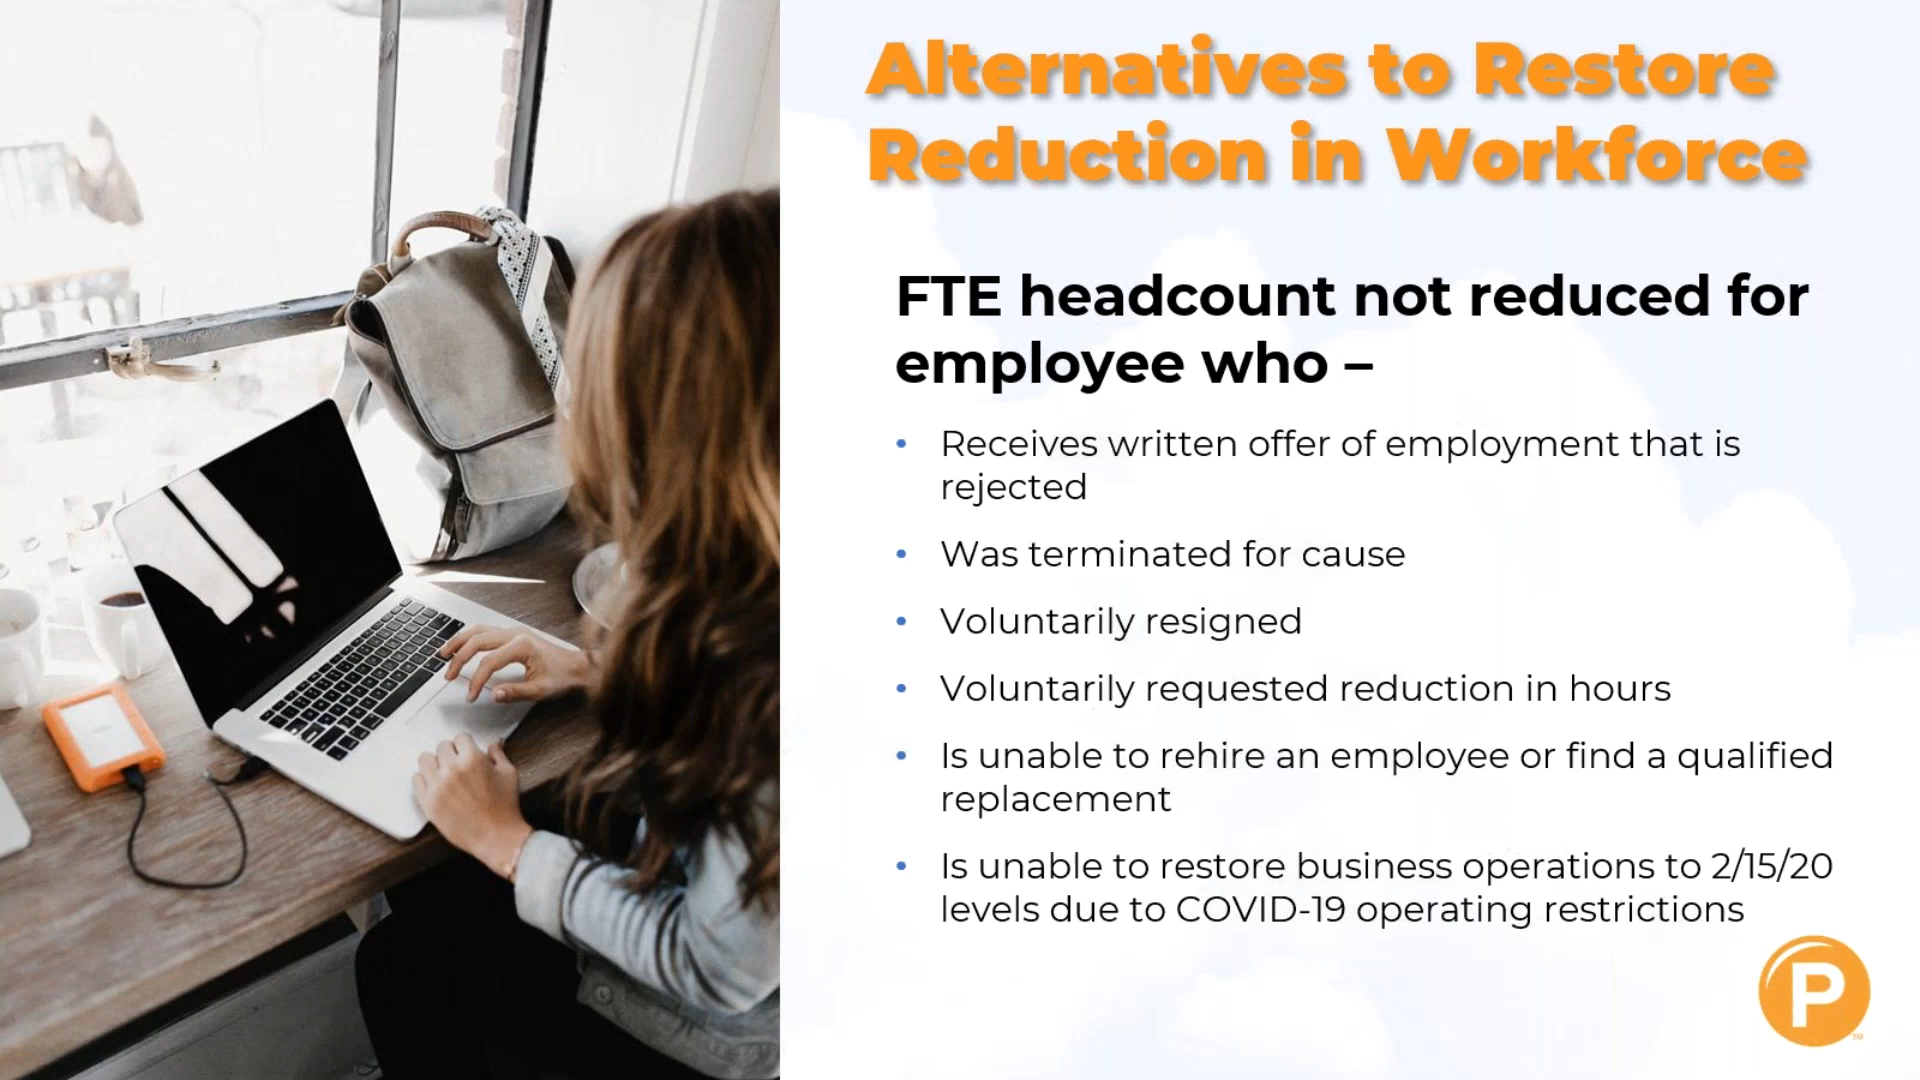 Alternatives to Restore
Reduction in Workforce
FTE headcount not reduced for
employee who –
• Receives written offer of employment that is
rejected
• Was terminated for cause
• Voluntarily resigned
• Voluntarily requested reduction in hours
• Is unable to rehire an employee or find a qualified
replacement
• Is unable to restore business operations to 2/15/20
levels due to COVID-19 operating restrictions
P
TM